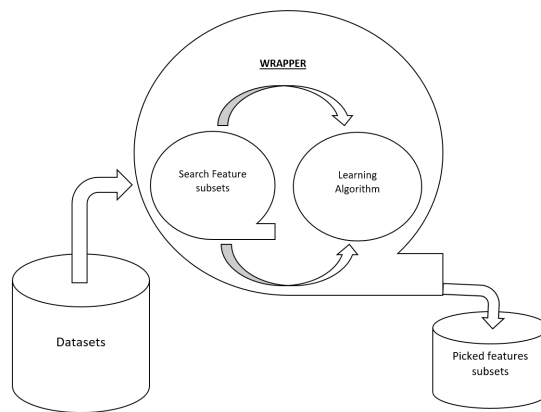 WRAPPER
Search Feature
subsets
Learning
Algorithm
Datasets
Picked features
subsets